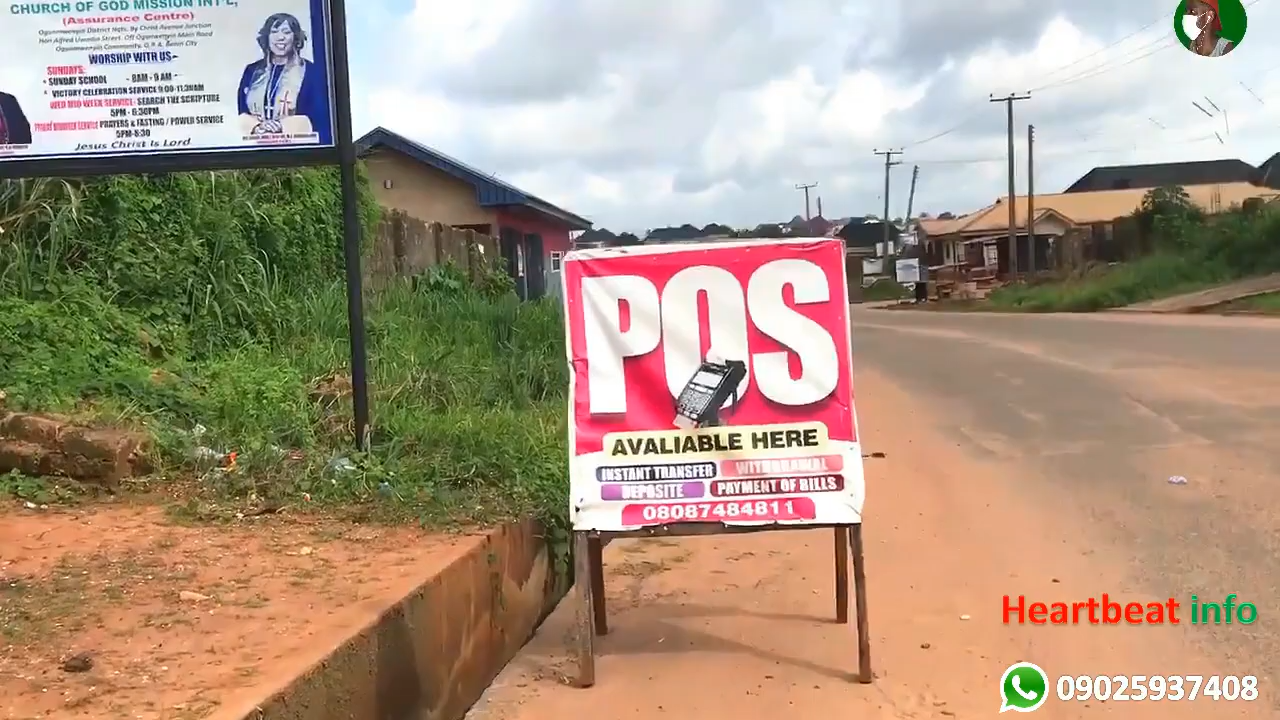 CHURCH OF GOD MISSION INT'L,
(Assurance Centre)
WORSHIP WITH US
SUNDAYS:
SUNDAY SCHOOL - 8AM - 9 AM
VICTORY CELEBRATION SERVICE 9:00-11:30AM
WED MID WEEK SERVICE: SEARCH THE SCRIPTURE
5PM - 6:30PM
PRAYERS & FASTING / POWER SERVICE
5PM-6:30
Jesus Christ Is Lord
POS
AVALIABLE HERE
INSTANT TRANSFER WITHDRAWAL
DEPOSITE PAYMENT OF BILLS
08087484811
Heartbeat info
09025937408